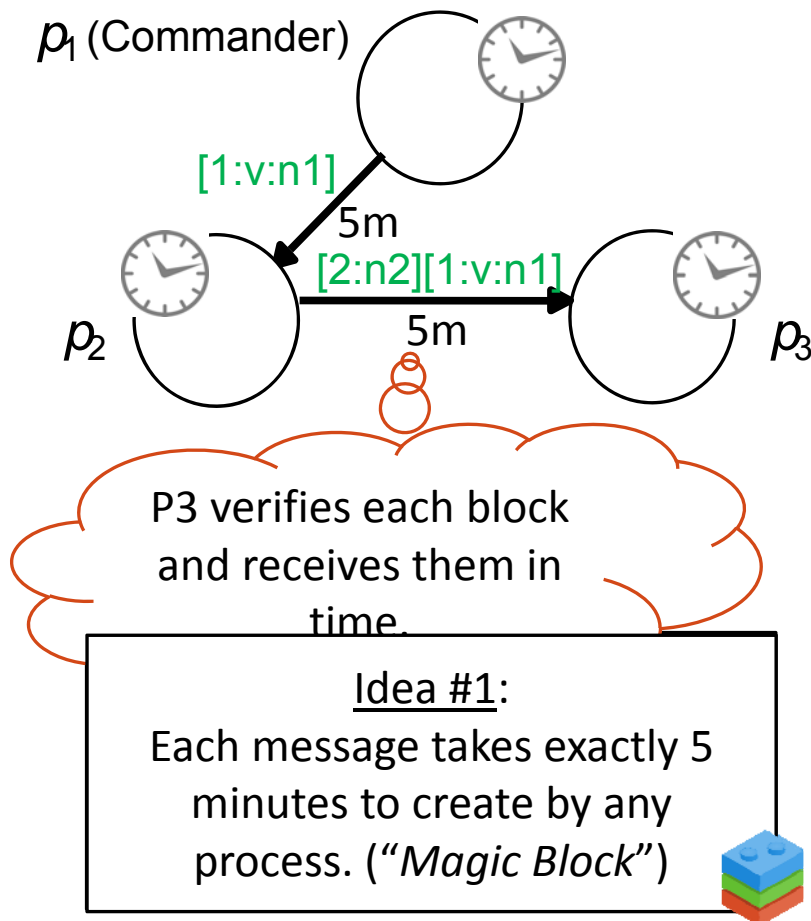 p1 (Commander)
[1:v:n1]
5m
[2:n2][1:v:n1]
5m
p2
p3
P3 verifies each block
and receives them in
time.
Idea #1:
Each message takes exactly 5
minutes to create by any
process. (“Magic Block”)